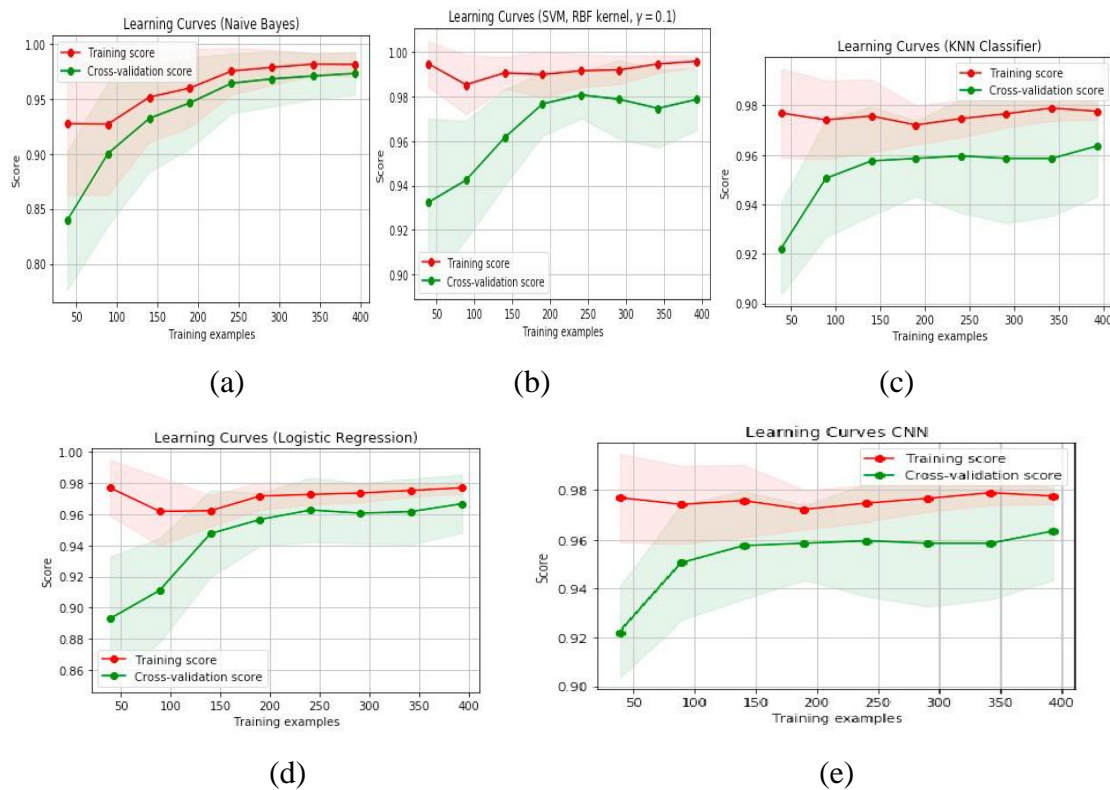 Learning Curves (Naive Bayes)
1.00
0.95
0.90
0.85
0.80
Score
Training score
Cross-validation score
50 100 150 200 250 300 350 400
Training examples
(a)
Learning Curves (SVM, RBF kernel, γ = 0.1)
1.00
0.98
0.96
0.94
0.92
0.90
Score
Training score
Cross-validation score
50 100 150 200 250 300 350 400
Training examples
(b)
Learning Curves (KNN Classifier)
0.98
0.96
0.94
0.92
0.90
Score
Training score
Cross-validation score
50 100 150 200 250 300 350 400
Training examples
(c)
Learning Curves (Logistic Regression)
1.00
0.98
0.96
0.94
0.92
0.90
0.88
0.86
Score
Training score
Cross-validation score
50 100 150 200 250 300 350 400
Training examples
(d)
Learning Curves CNN
0.98
0.96
0.94
0.92
0.90
Score
Training score
Cross-validation score
50 100 150 200 250 300 350 400
Training examples
(e)